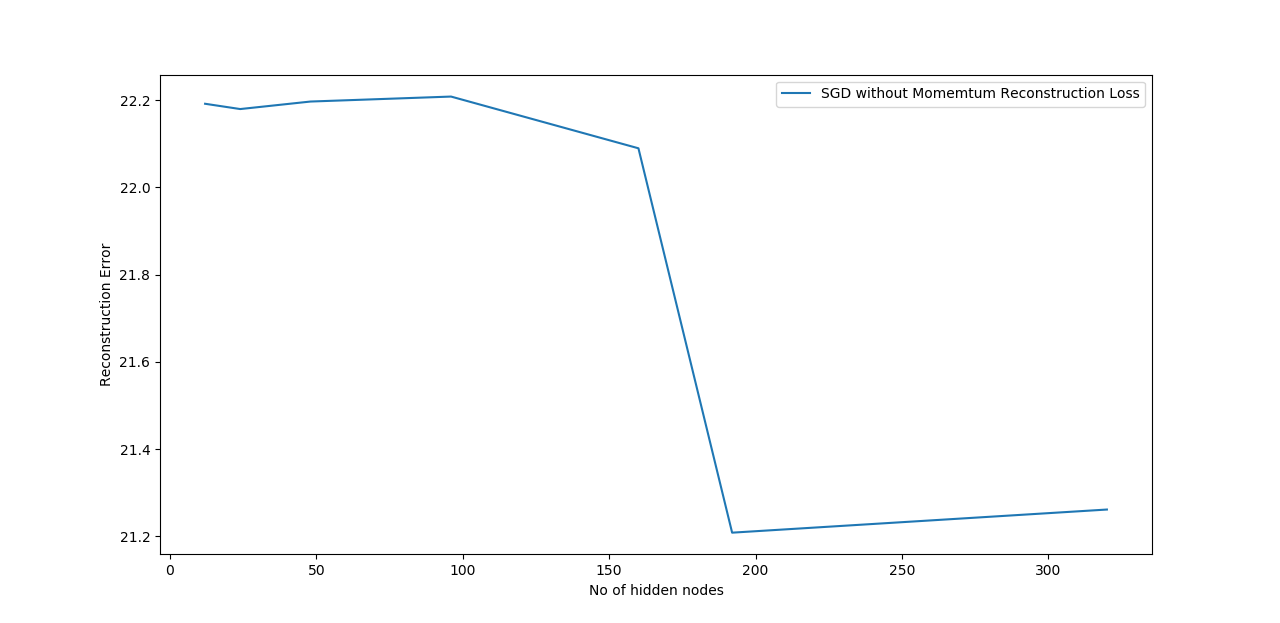 SGD without Momemtum Reconstruction Loss
22.2
22.0
21.8
21.6
21.4
21.2
Reconstruction Error
0 50 100 150 200 250 300
No of hidden nodes